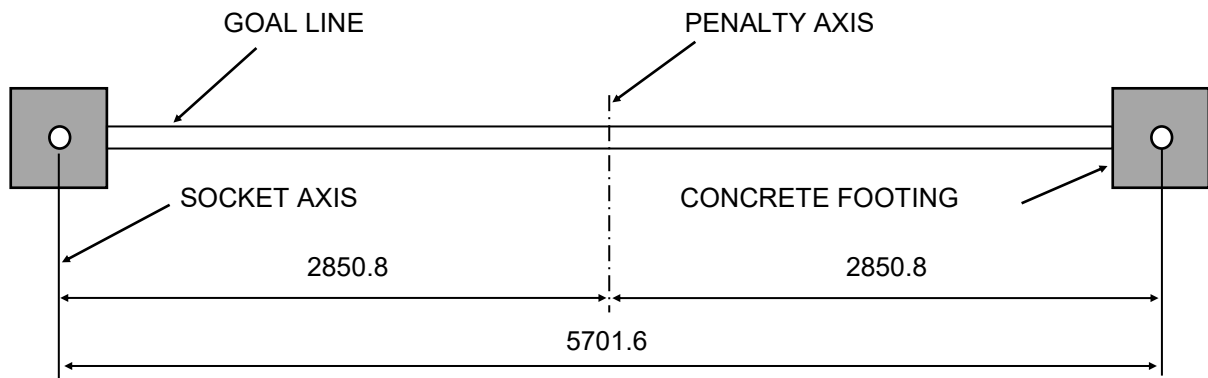 GOAL LINE
PENALTY AXIS
SOCKET AXIS
CONCRETE FOOTING
2850.8
2850.8
5701.6